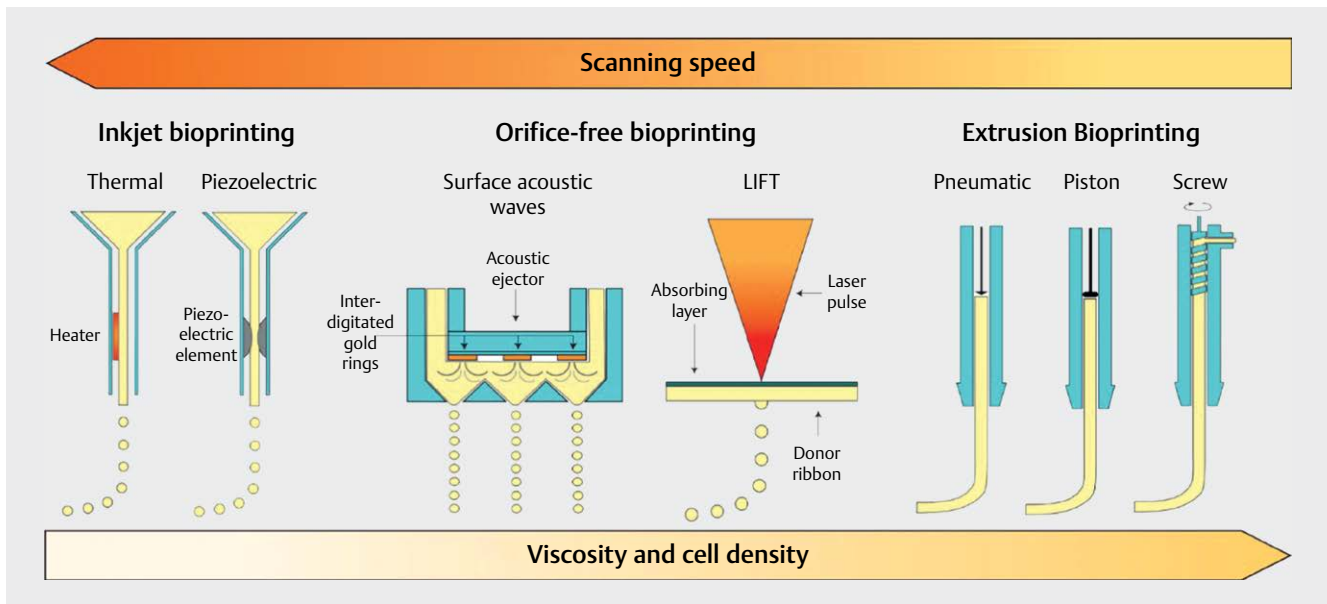 Scanning speed
Inkjet bioprinting
Orifice-free bioprinting
Extrusion Bioprinting
Thermal
Piezoelectric
Surface acoustic
waves
LIFT
Pneumatic
Piston
Screw
Heater
Piezo-
electric
element
Inter-
digitated
gold
rings
Acoustic
ejector
Absorbing
layer
Laser
pulse
Donor
ribbon
Viscosity and cell density